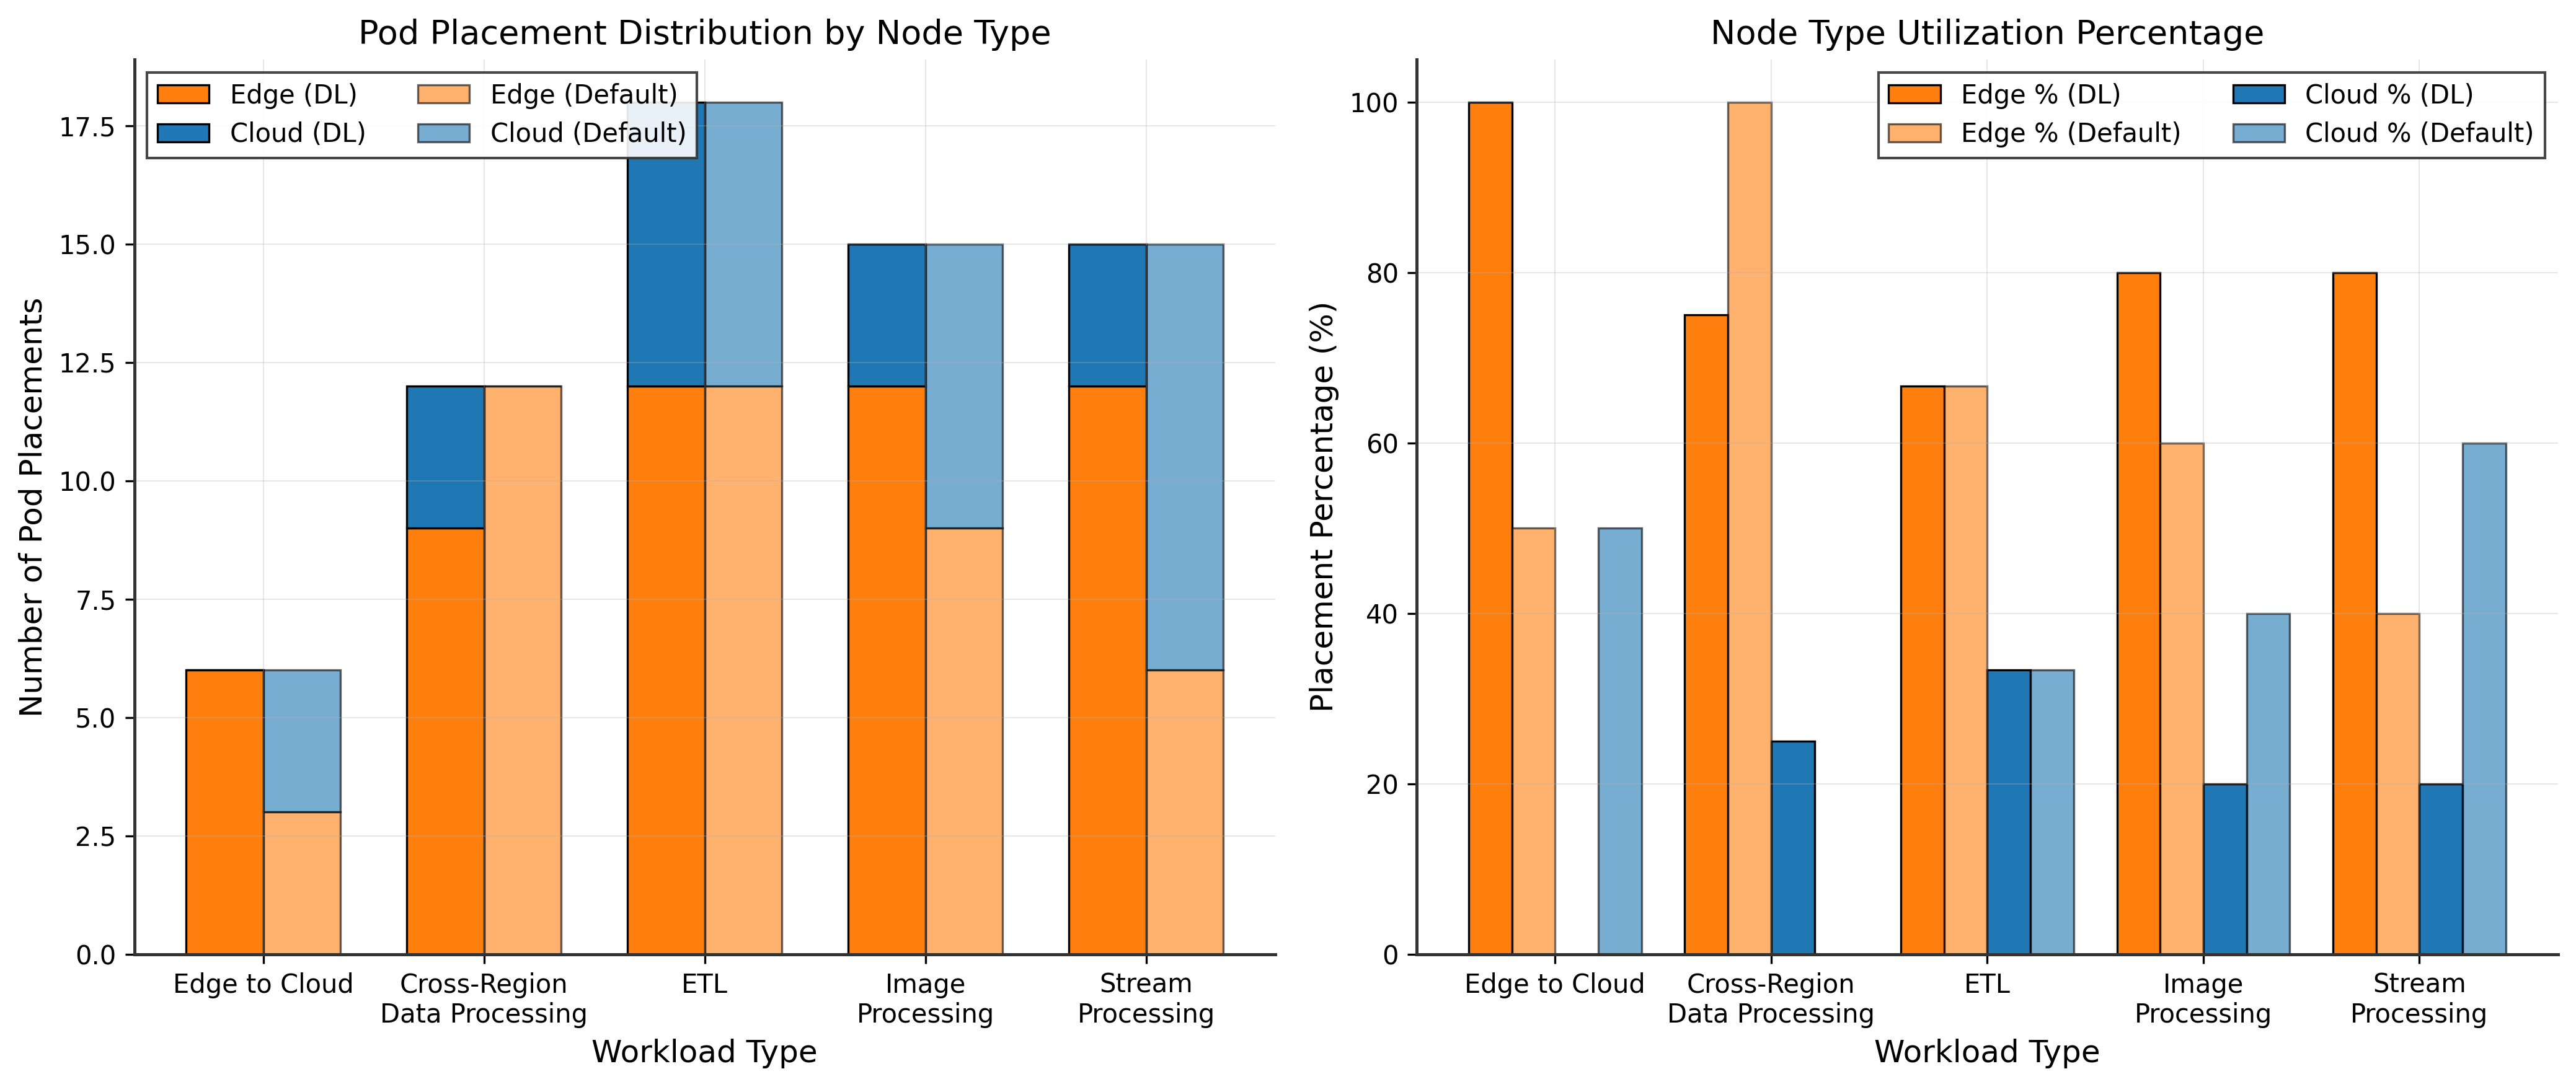 Pod Placement Distribution by Node Type
Edge (DL)
Cloud (DL)
Edge (Default)
Cloud (Default)
Number of Pod Placements
17.5
15.0
12.5
10.0
7.5
5.0
2.5
0.0
Edge to Cloud
Cross-Region
Data Processing
ETL
Image
Processing
Stream
Processing
Workload Type
Node Type Utilization Percentage
Edge % (DL)
Edge % (Default)
Cloud % (DL)
Cloud % (Default)
Placement Percentage (%)
100
80
60
40
20
0
Edge to Cloud
Cross-Region
Data Processing
ETL
Image
Processing
Stream
Processing
Workload Type